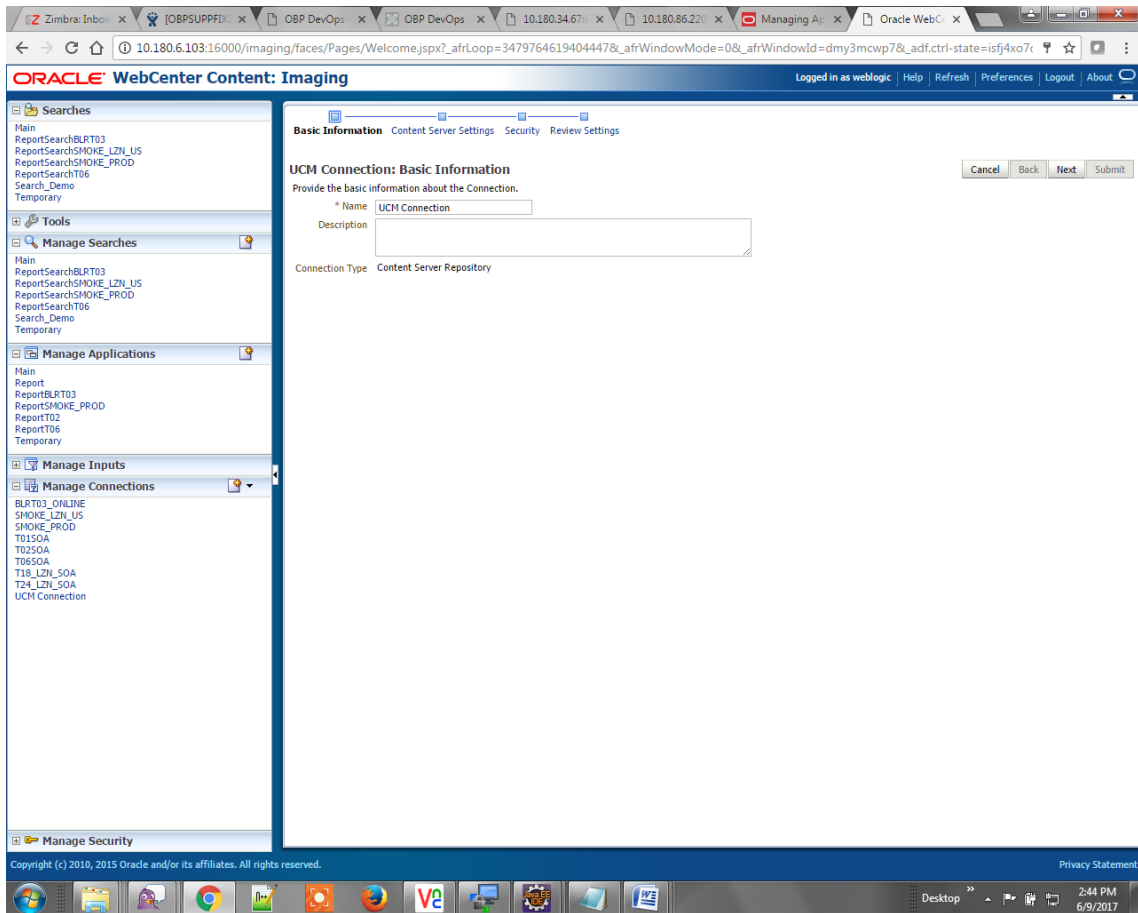 Zimbra: Inbox
[OBPSUPPFIX
OBP DevOps
OBP DevOps
10.180.34.67:
10.180.86.220
Managing Ap
Oracle WebCe
10.180.6.103:16000/imaging/faces/Pages/Welcome.jspx?_afrLoop=34797646194044447&_afrWindowMode=0&_afrWindowId=dmy3mcwp7&_adf.ctrl-state=isfj4xo7c
ORACLE WebCenter Content: Imaging
Logged in as weblogic | Help | Refresh | Preferences | Logout | About
Searches
Main
ReportSearchBLRT03
ReportSearchSMOKE_LZN_US
ReportSearchSMOKE_PROD
ReportSearchT06
Search_Demo
Temporary
Tools
Manage Searches
Main
ReportSearchBLRT03
ReportSearchSMOKE_LZN_US
ReportSearchSMOKE_PROD
ReportSearchT06
Search_Demo
Temporary
Manage Applications
Main
Report
ReportBLRT03
ReportSMOKE_PROD
ReportT02
ReportT06
Temporary
Manage Inputs
Manage Connections
BLRT03_ONLINE
SMOKE_LZN_US
SMOKE_PROD
T01SOA
T02SOA
T06SOA
T18_LZN_SOA
T24_LZN_SOA
UCM Connection
Manage Security
Basic Information Content Server Settings Security Review Settings
UCM Connection: Basic Information
Cancel Back Next Submit
Provide the basic information about the Connection.
* Name UCM Connection
Description
Connection Type Content Server Repository
Copyright (c) 2010, 2015 Oracle and/or its affiliates. All rights reserved.
Privacy Statement
Desktop
2:44 PM
6/9/2017